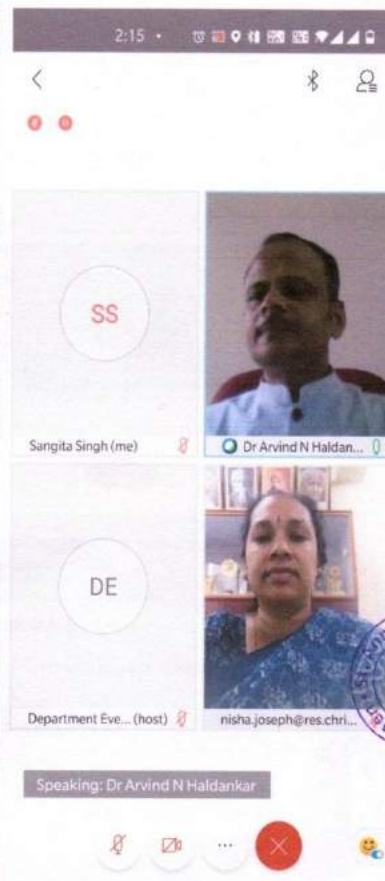 2:15
SS
Sangita Singh (me)
Dr Arvind N Haldan...
DE
Department Eve... (host)
nisha.joseph@res.chri...
Speaking: Dr Arvind N Haldankar